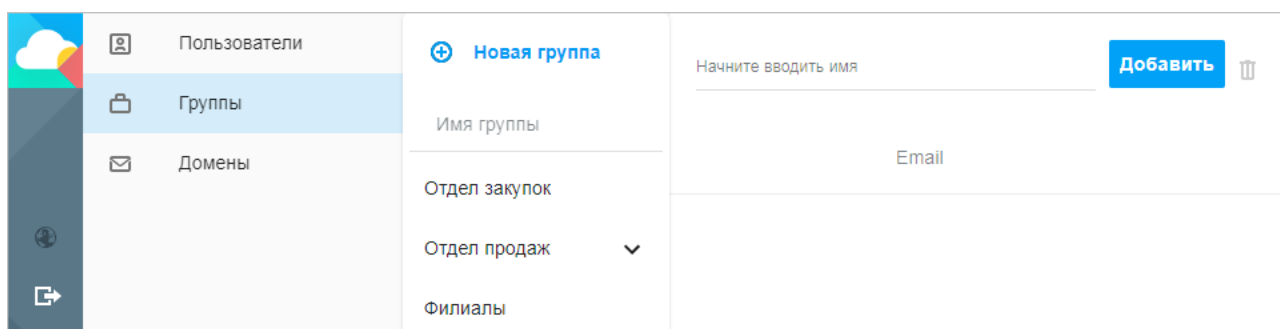 Пользователи
Группы
Домены
Новая группа
Имя группы
Отдел закупок
Отдел продаж
Филиалы
Начните вводить имя
Добавить
Email